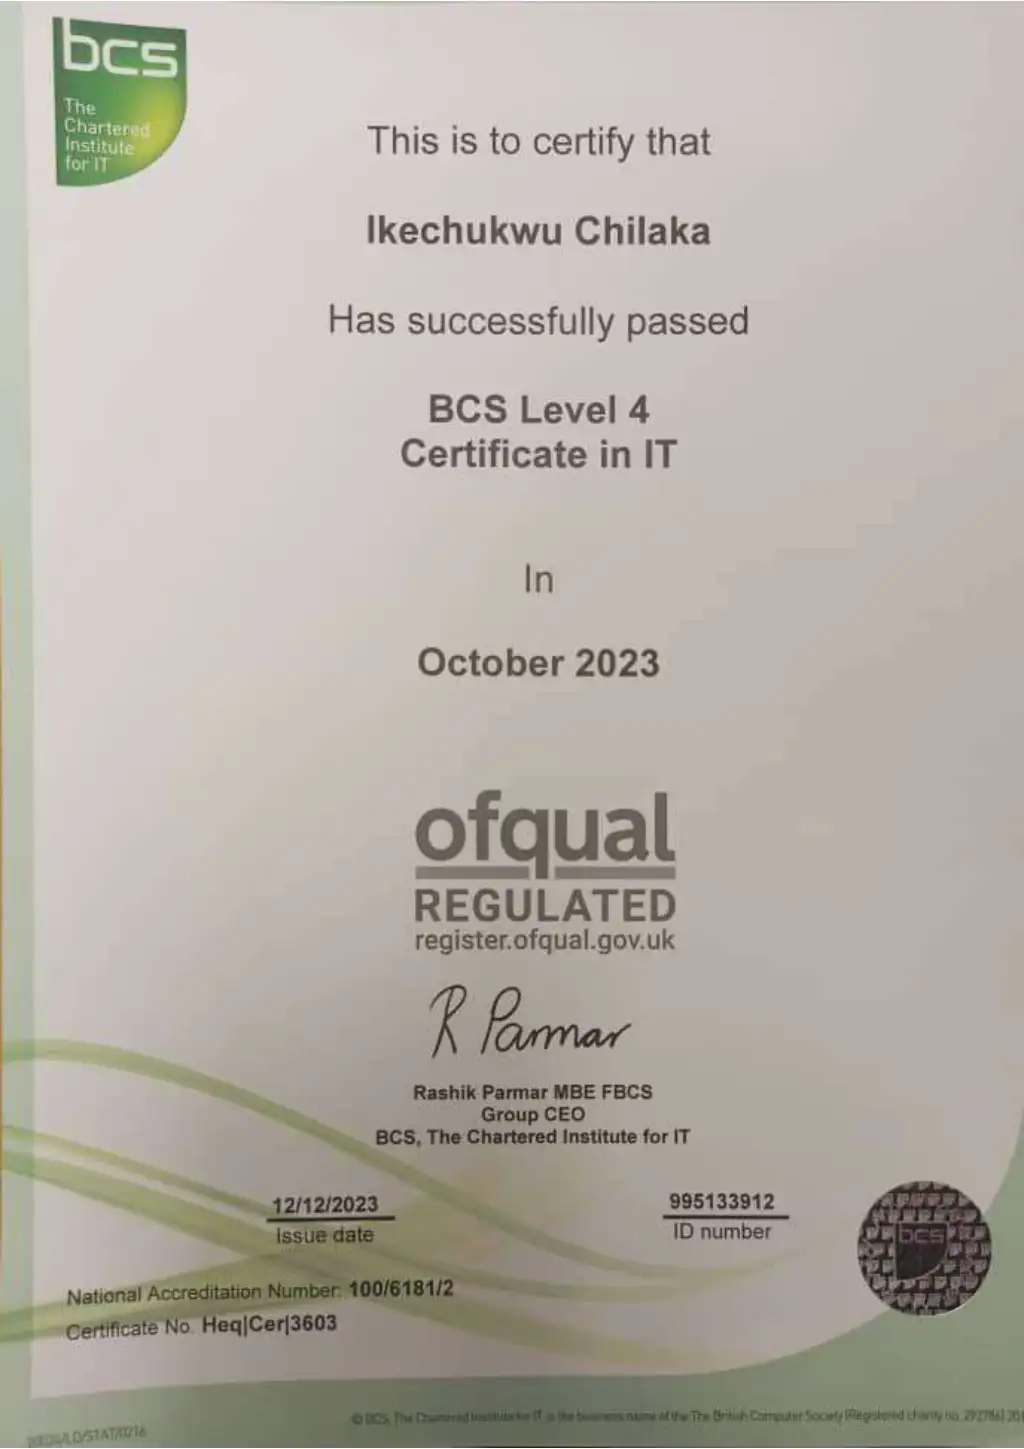 bcs
The
Chartered
Institute
for IT
This is to certify that
Ikechukwu Chilaka
Has successfully passed
BCS Level 4
Certificate in IT
In
October 2023
ofqual
REGULATED
register.ofqual.gov.uk
R Parmar
Rashik Parmar MBE FBCS
Group CEO
BCS, The Chartered Institute for IT
12/12/2023
Issue date
995133912
ID number
bcs
National Accreditation Number: 100/6181/2
Certificate No. Heq|Cer|3603
© BCS, The Chartered Institute for IT, is the business name of the The British Computer Society (Registered charity no. 292786) 201